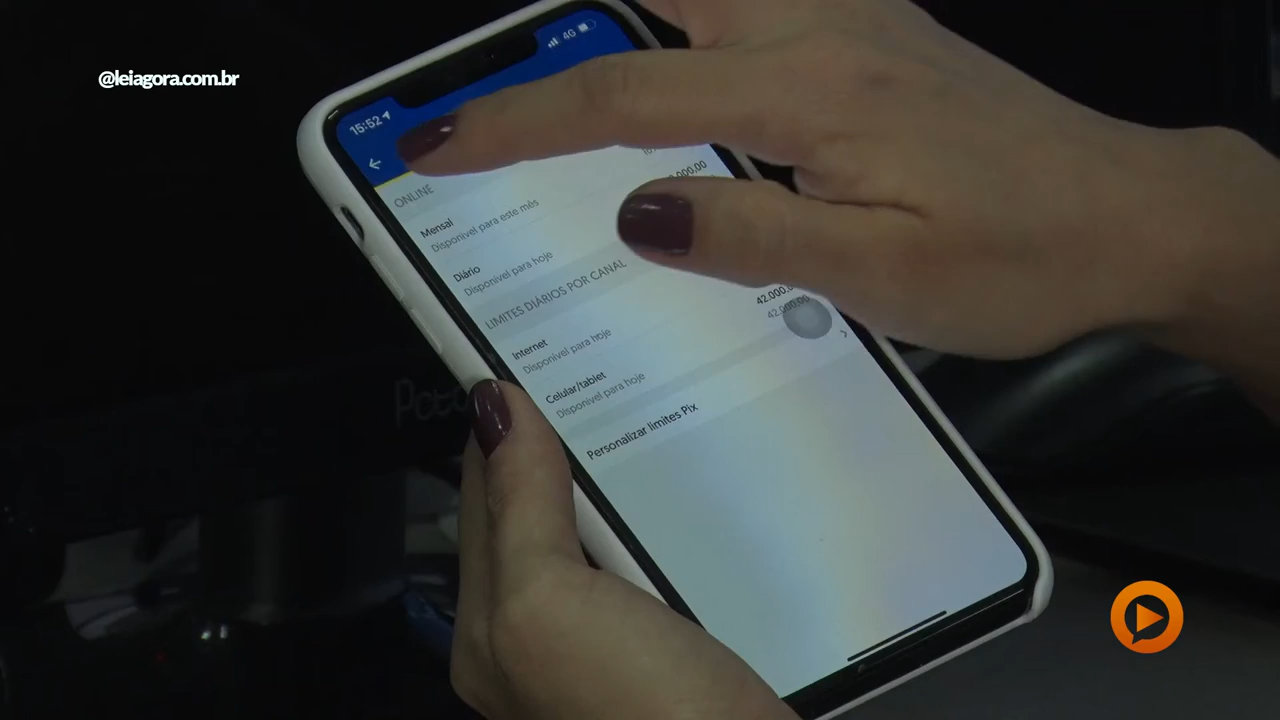 @leiagora.com.br
4G
15:52
ONLINE
Mensal
Disponível para este mês
Diário
Disponível para hoje
LIMITES DIÁRIOS POR CANAL
Internet
Disponível para hoje
42.000,00
Celular/tablet
Disponível para hoje
Personalizar limites Pix